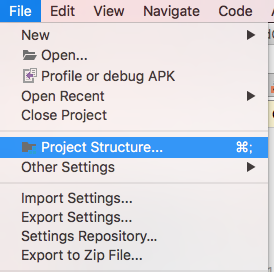 File Edit View Navigate Code
New
Open...
Profile or debug APK
Open Recent
Close Project
Project Structure... ⌘;
Other Settings
Import Settings...
Export Settings...
Settings Repository...
Export to Zip File...